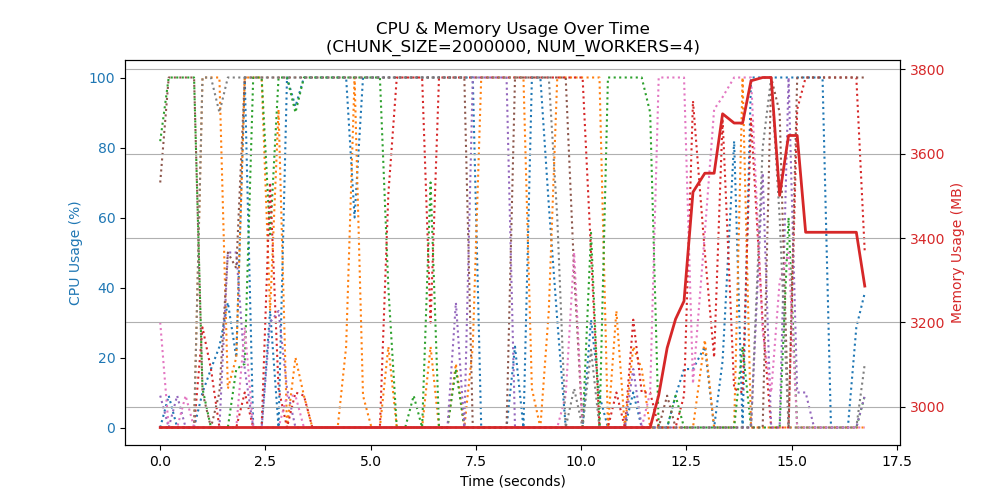 CPU & Memory Usage Over Time
(CHUNK_SIZE=2000000, NUM_WORKERS=4)
CPU Usage (%)
100
80
60
40
20
0
3800
3600
3400
3200
3000
Memory Usage (MB)
0.0 2.5 5.0 7.5 10.0 12.5 15.0 17.5
Time (seconds)